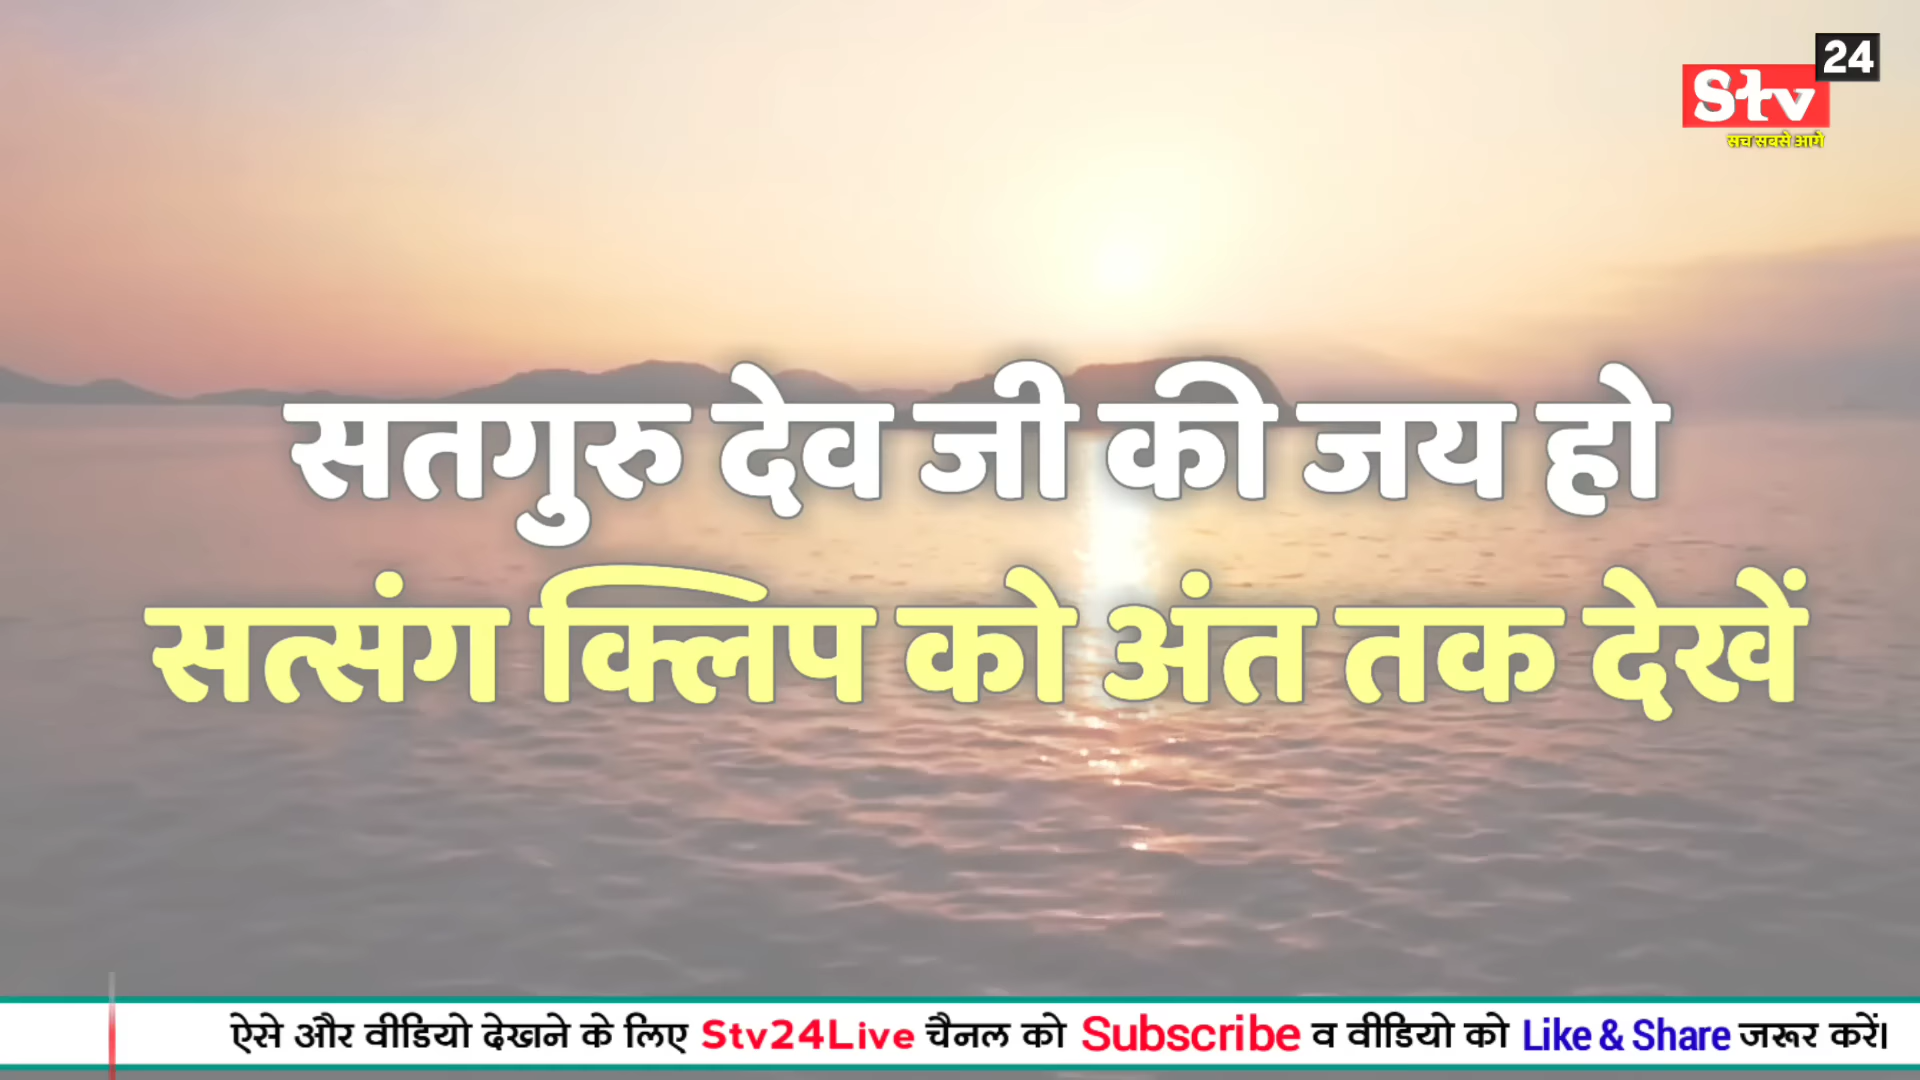 24
Stv
सच सबसे आगे
सतगुरु देव जी की जय हो
सत्संग क्लिप को अंत तक देखें
ऐसे और वीडियो देखने के लिए Stv24Live चैनल को Subscribe व वीडियो को Like & Share जरूर करें।